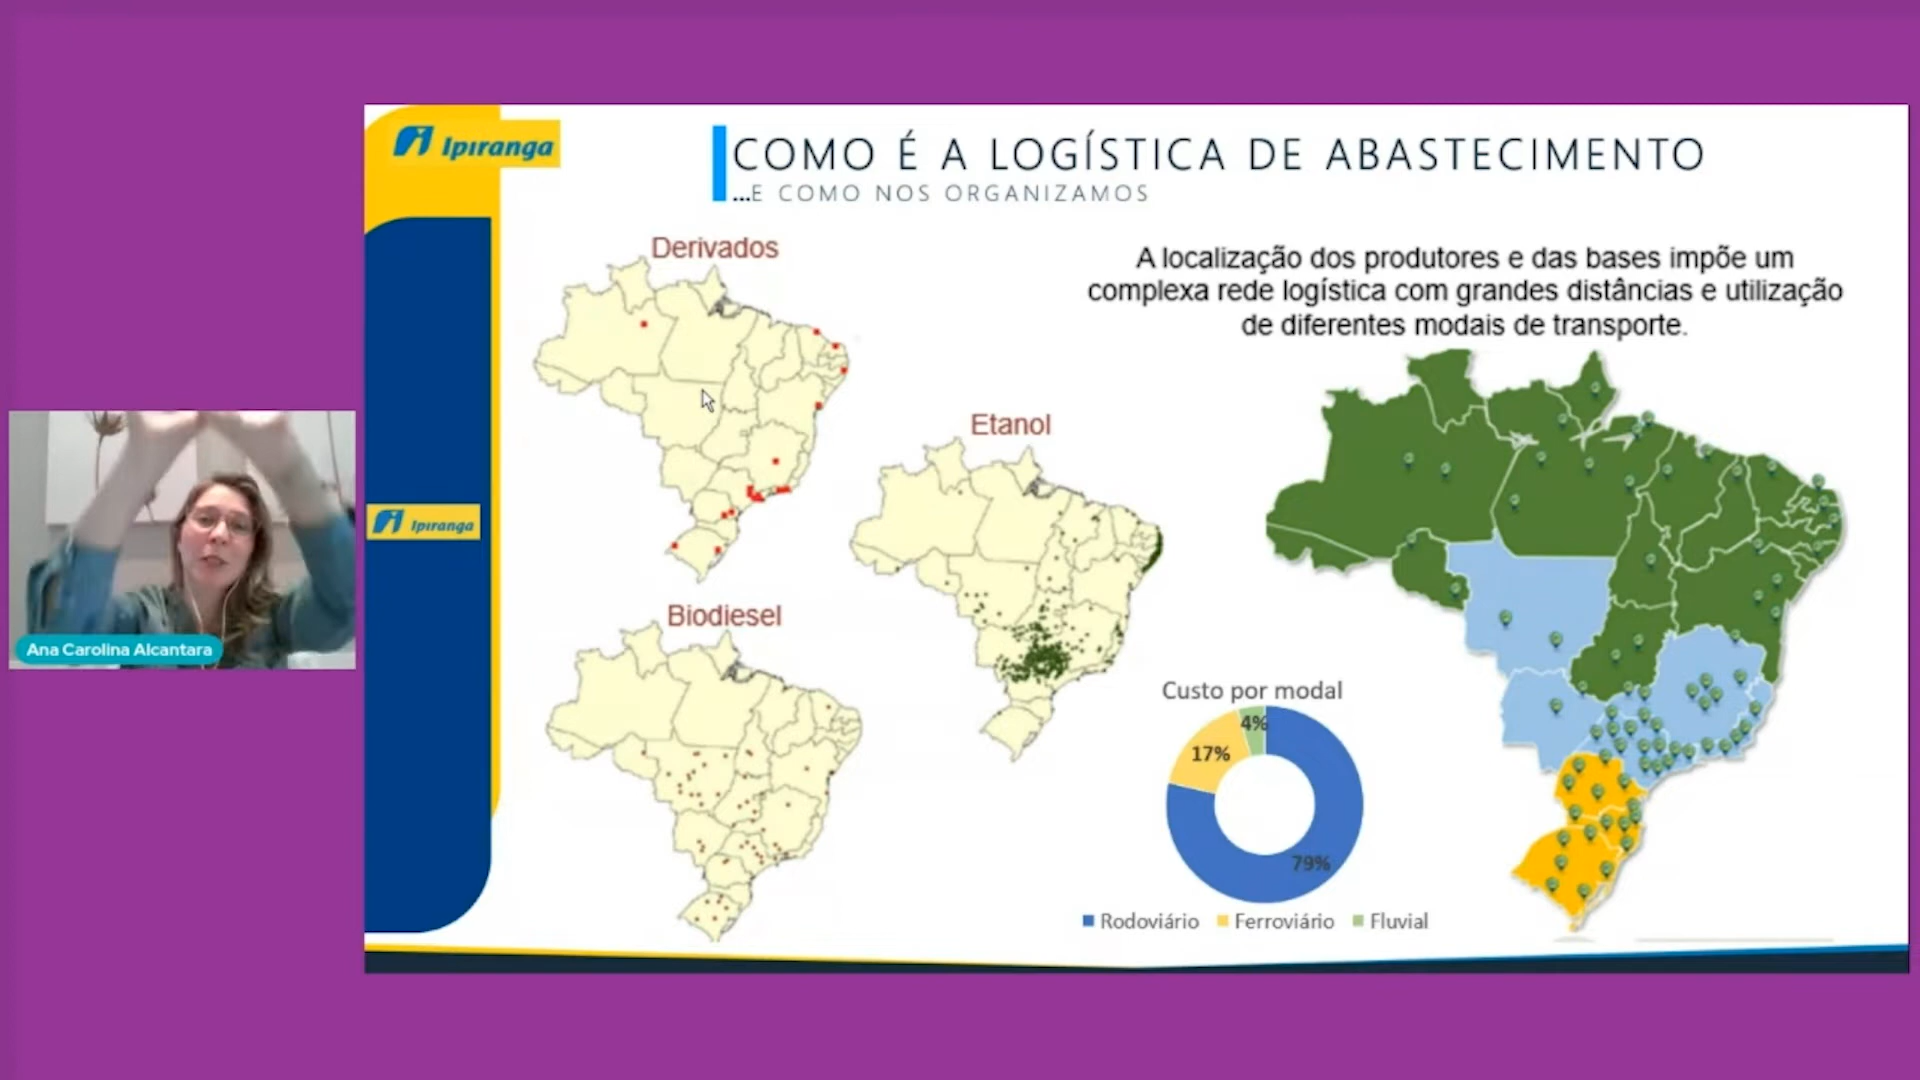 Ipiranga
COMO É A LOGÍSTICA DE ABASTECIMENTO
...E COMO NOS ORGANIZAMOS
Derivados
A localização dos produtores e das bases impõe um
complexa rede logística com grandes distâncias e utilização
de diferentes modais de transporte.
Etanol
Ipiranga
Biodiesel
Ana Carolina Alcantara
Custo por modal
4%
17%
79%
Rodoviário Ferroviário Fluvial